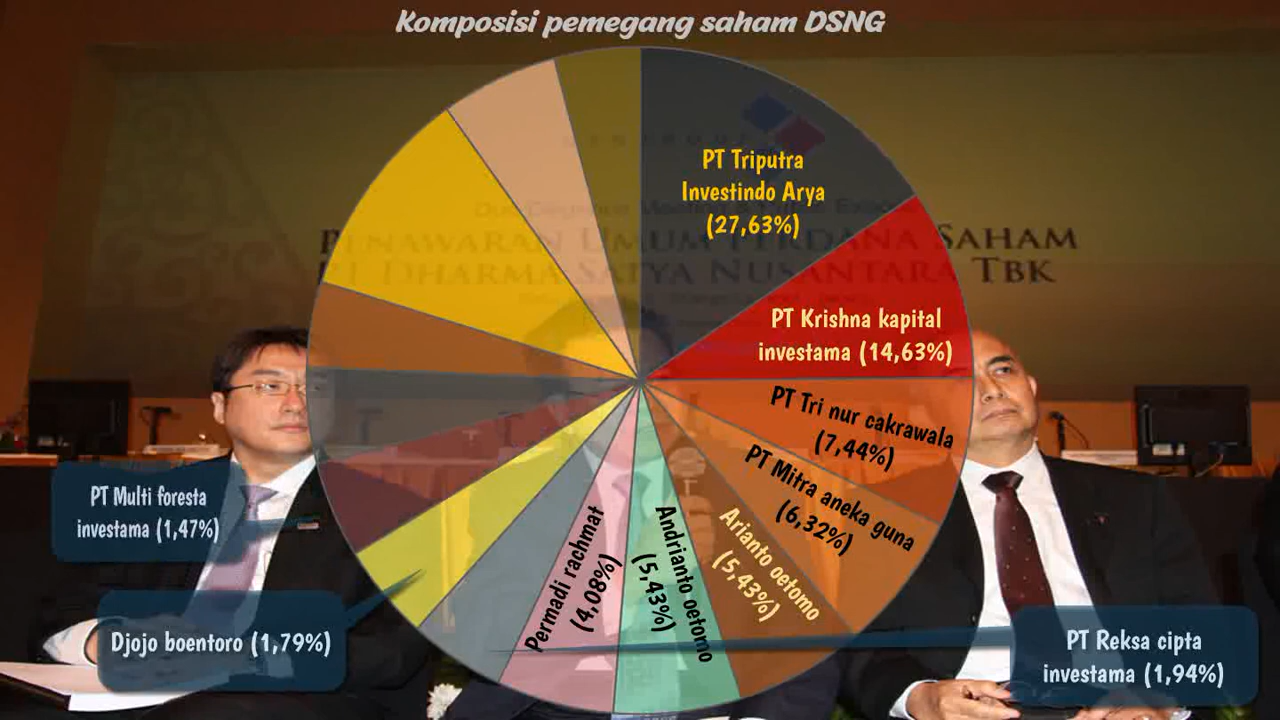 Komposisi pemegang saham DSNG
PT Triputra
Investindo Arya
(27,63%)
PENAWARAN UMUM PERDANA SAHAM
PT DHARMA SATYA NUSANTARA TBK
PT Krishna kapital
investama (14,63%)
PT Tri nur cakrawala
(7,44%)
PT Mitra aneka guna
(6,32%)
Arianto oetomo
(5,43%)
Andrianto oetomo
(5,43%)
Permadi rachmat
(4,08%)
PT Multi foresta
investama (1,47%)
Djojo boentoro (1,79%)
PT Reksa cipta
investama (1,94%)